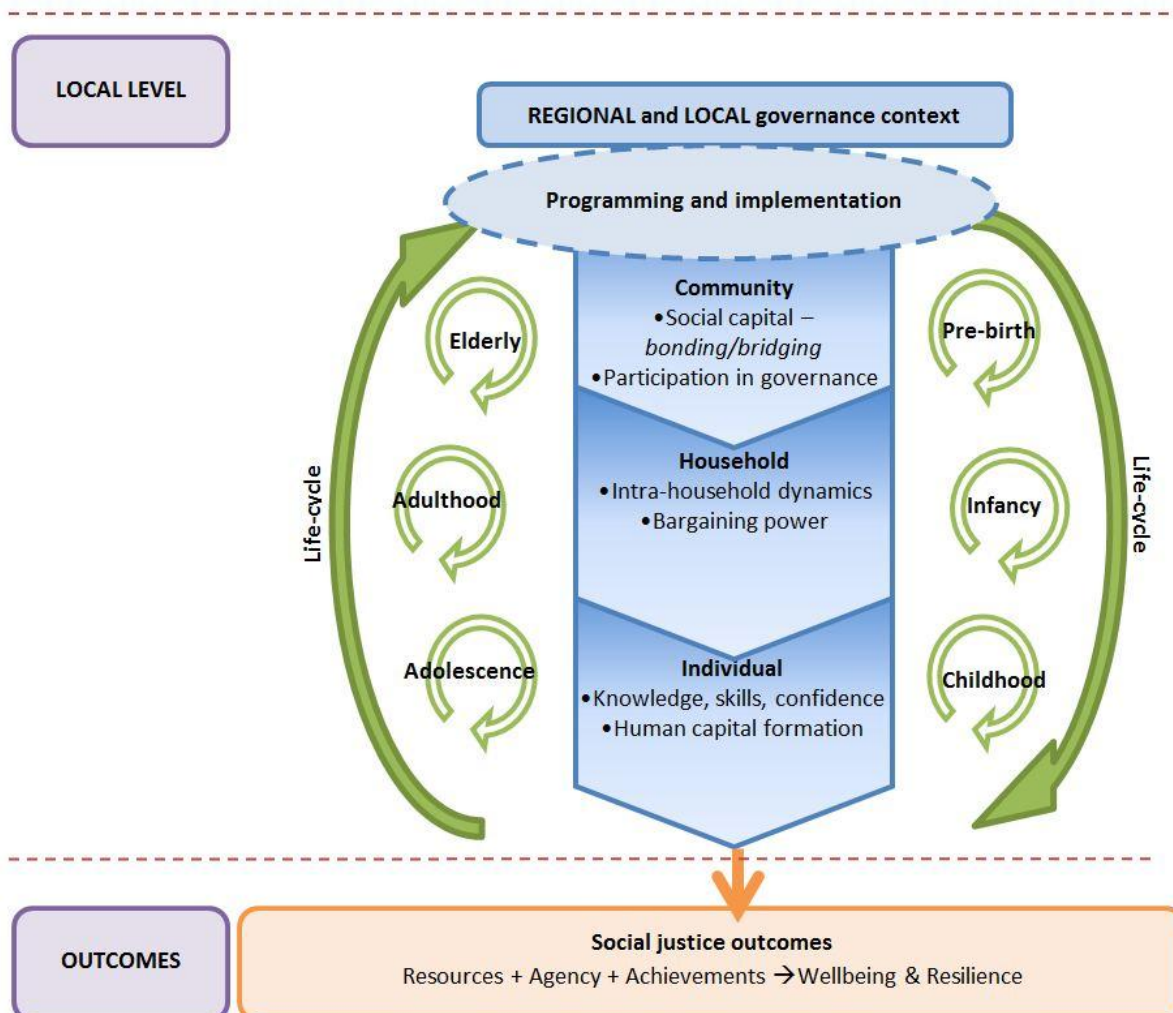 LOCAL LEVEL
REGIONAL and LOCAL governance context
Programming and implementation
Community
•Social capital –
bonding/bridging
•Participation in governance
Household
•Intra-household dynamics
•Bargaining power
Individual
•Knowledge, skills, confidence
•Human capital formation
Life-cycle
Elderly
Adulthood
Adolescence
Pre-birth
Infancy
Childhood
Life-cycle
OUTCOMES
Social justice outcomes
Resources + Agency + Achievements → Wellbeing & Resilience